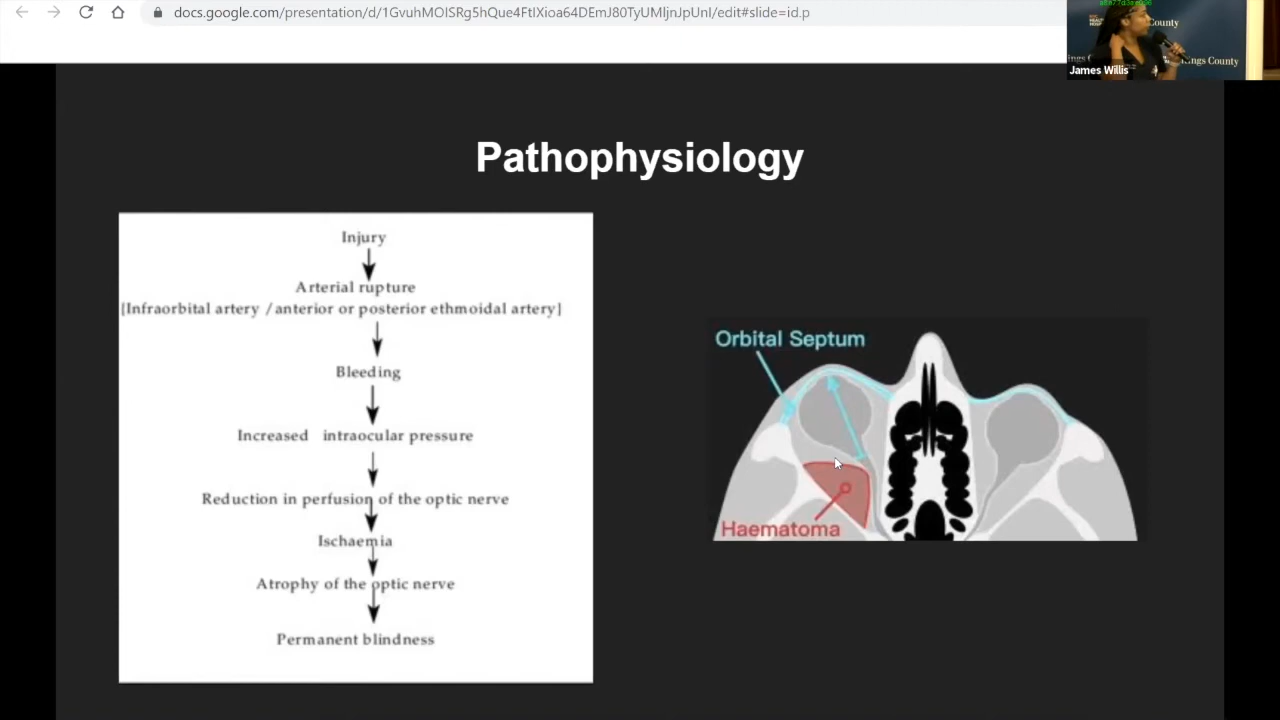 docs.google.com/presentation/d/1GvuhMOISRg5hQue4FtIXioa64DEmJ80TyUMljnJpUnI/edit#slide=id.p
County
ings County
James Willis
Pathophysiology
Injury
Arterial rupture
[Infraorbital artery / anterior or posterior ethmoidal artery]
Bleeding
Increased intraocular pressure
Reduction in perfusion of the optic nerve
Ischaemia
Atrophy of the optic nerve
Permanent blindness
Orbital Septum
Haematoma